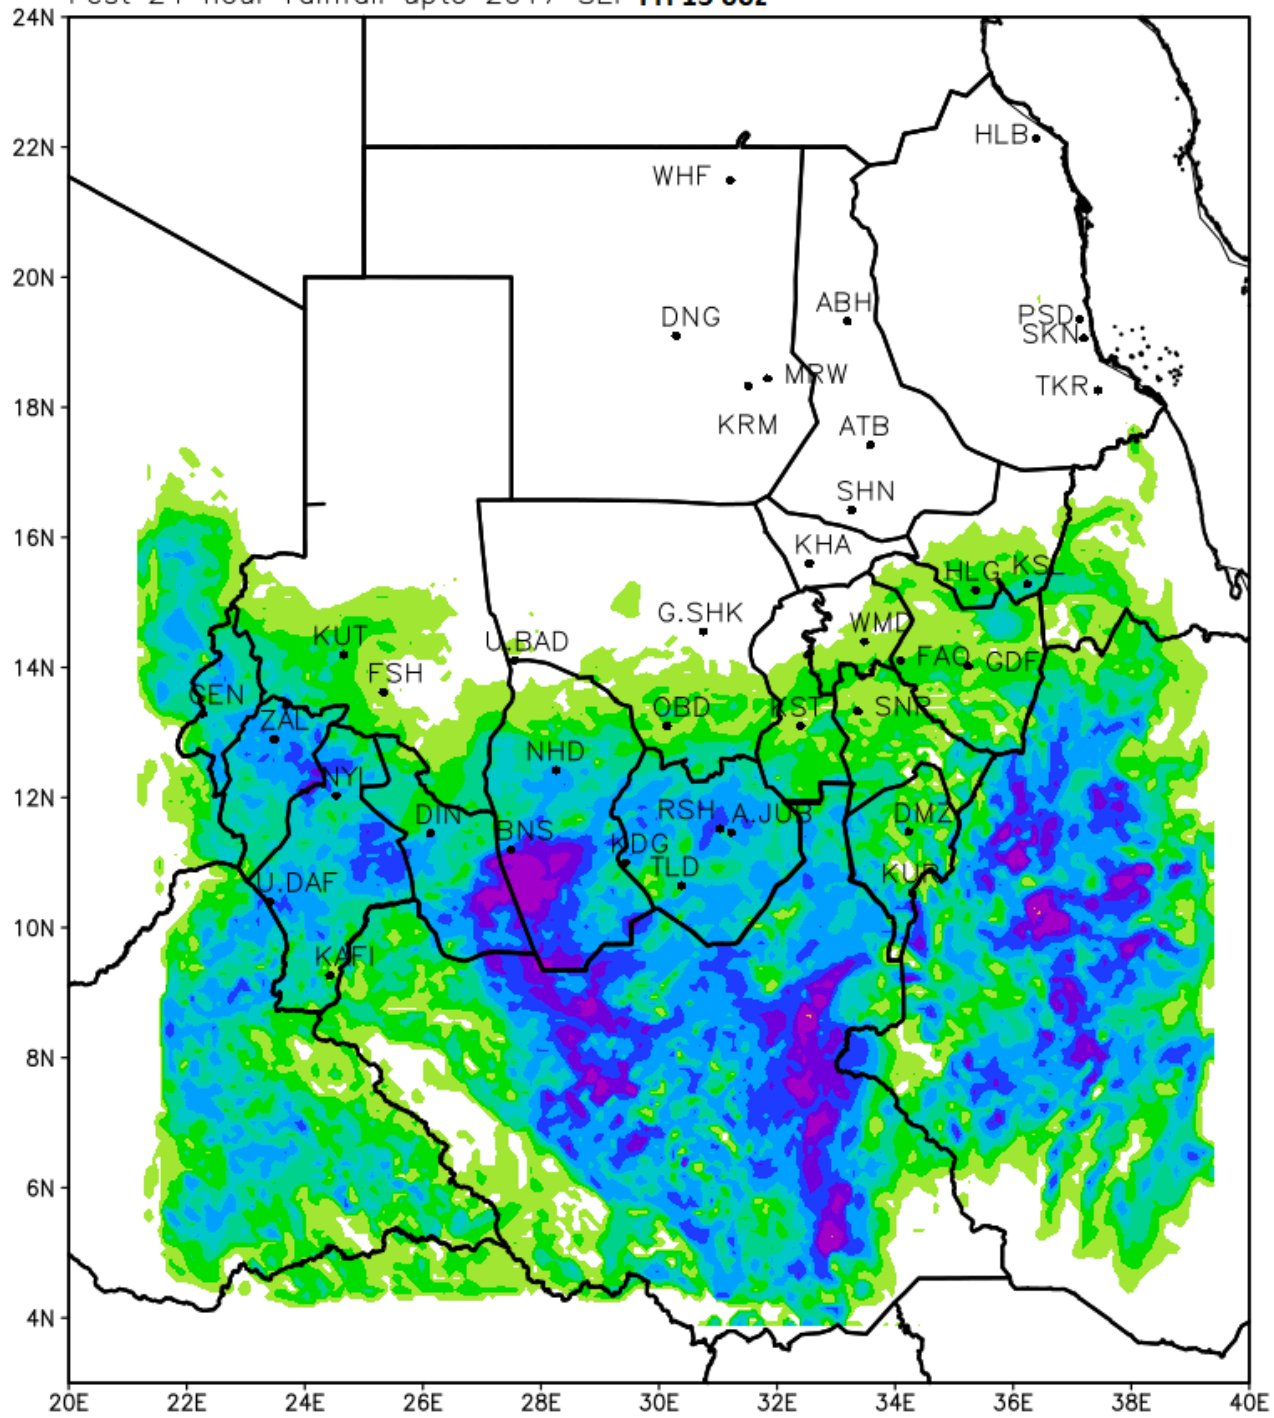 24N
22N
20N
18N
16N
14N
12N
10N
8N
6N
4N
20E 22E 24E 26E 28E 30E 32E 34E 36E 38E 40E
HLB
WHF
ABH
DNG
PSD
SKN
MRW
TKR
KRM
ATB
SHN
KHA
HLG KSL
G.SHK
WMD
KUT
U.BAD
FAO GDF
FSH
GEN
OBD
KST
SNR
ZAL
NHD
NYL
RSH A.JUB
DIN
DMZ
BNS
KDG
TLD
KUR
U.DAF
KAFI